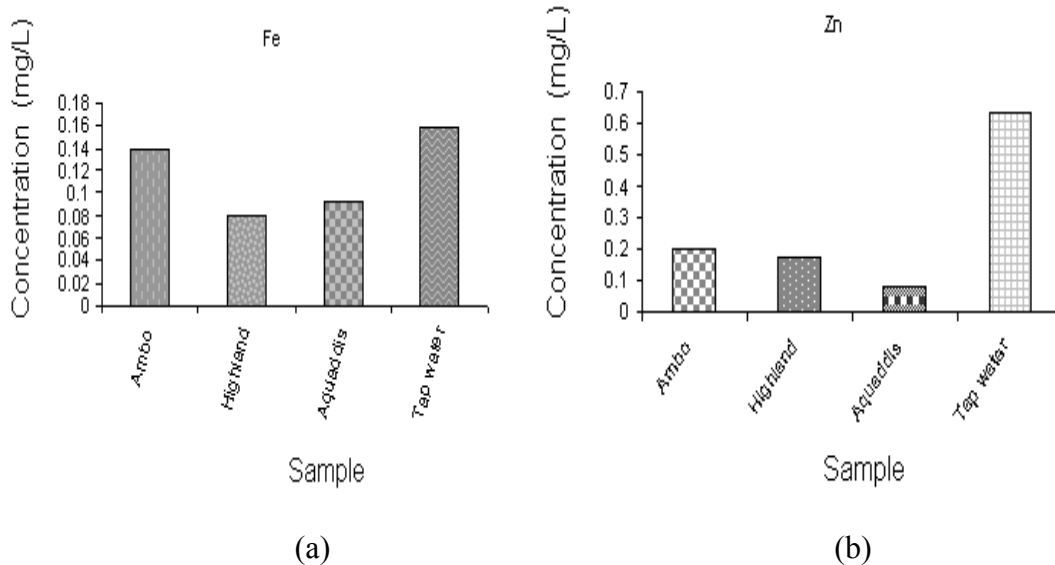 Fe
Concentration (mg/L)
0.18
0.16
0.14
0.12
0.1
0.08
0.06
0.04
0.02
0
Ambo
Highland
Aquaddis
Tap water
Sample
(a)
Zn
Concentration (mg/L)
0.7
0.6
0.5
0.4
0.3
0.2
0.1
0
Ambo
Highland
Aquaddis
Tap water
Sample
(b)